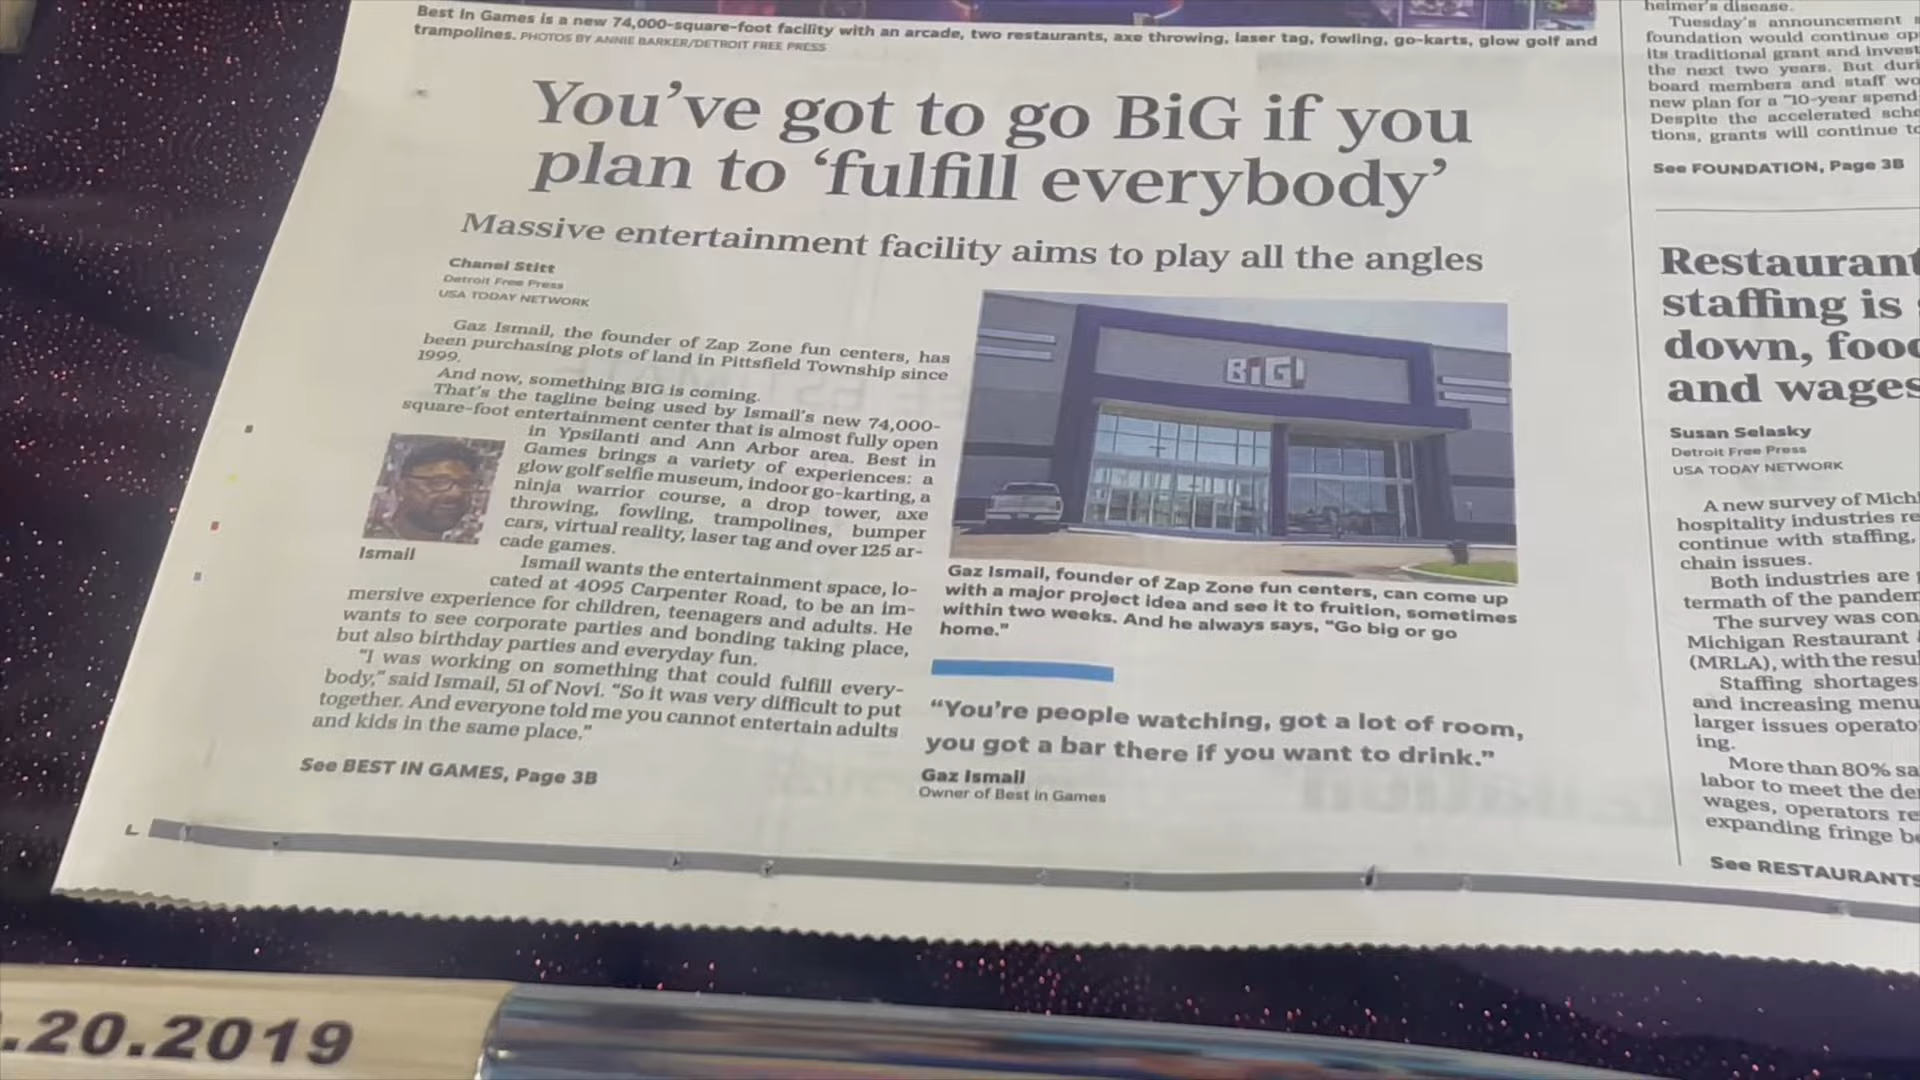 Best in Games is a new 74,000-square-foot facility with an arcade, two restaurants, axe throwing, laser tag, fowling, go-karts, glow golf and
trampolines. PHOTOS BY ANNIE BARKER/DETROIT FREE PRESS
You've got to go BiG if you
plan to 'fulfill everybody'
Massive entertainment facility aims to play all the angles
Chanel Stitt
Detroit Free Press
USA TODAY NETWORK
Gaz Ismail, the founder of Zap Zone fun centers, has
been purchasing plots of land in Pittsfield Township since
1999.
And now, something BIG is coming.
That's the tagline being used by Ismail's new 74,000-
square-foot entertainment center that is almost fully open
in Ypsilanti and Ann Arbor area. Best in
Games brings a variety of experiences: a
glow golf selfie museum, indoor go-karting, a
ninja warrior course, a drop tower, axe
throwing, fowling, trampolines, bumper
cars, virtual reality, laser tag and over 125 ar-
cade games.
Ismail
Ismail wants the entertainment space, lo-
cated at 4095 Carpenter Road, to be an im-
mersive experience for children, teenagers and adults. He
wants to see corporate parties and bonding taking place,
but also birthday parties and everyday fun.
"I was working on something that could fulfill every-
body," said Ismail, 51 of Novi. "So it was very difficult to put
together. And everyone told me you cannot entertain adults
and kids in the same place."
See BEST IN GAMES, Page 3B
BiG!
Gaz Ismail, founder of Zap Zone fun centers, can come up
with a major project idea and see it to fruition, sometimes
within two weeks. And he always says, "Go big or go
home."
"You're people watching, got a lot of room,
you got a bar there if you want to drink."
Gaz Ismail
Owner of Best in Games
heimer's disease.
Tuesday's announcement
foundation would continue
its traditional grant and
the next two years. But
board members and staff
new plan for a "10-year
Despite the accelerated
tions, grants will continue
See FOUNDATION, Page 3B
Restaurant
staffing is
down,
and wages
Susan Selasky
Detroit Free Press
USA TODAY NETWORK
A new survey of
hospitality industries
continue with staffing,
chain issues.
Both industries are
termath of the
The survey was
Michigan Restaurant
(MRLA), with the
Staffing shortages
and increasing
larger issues
ing.
More than 80%
labor to meet the
wages, operators
expanding fringe
See RESTAURANTS
.20.2019